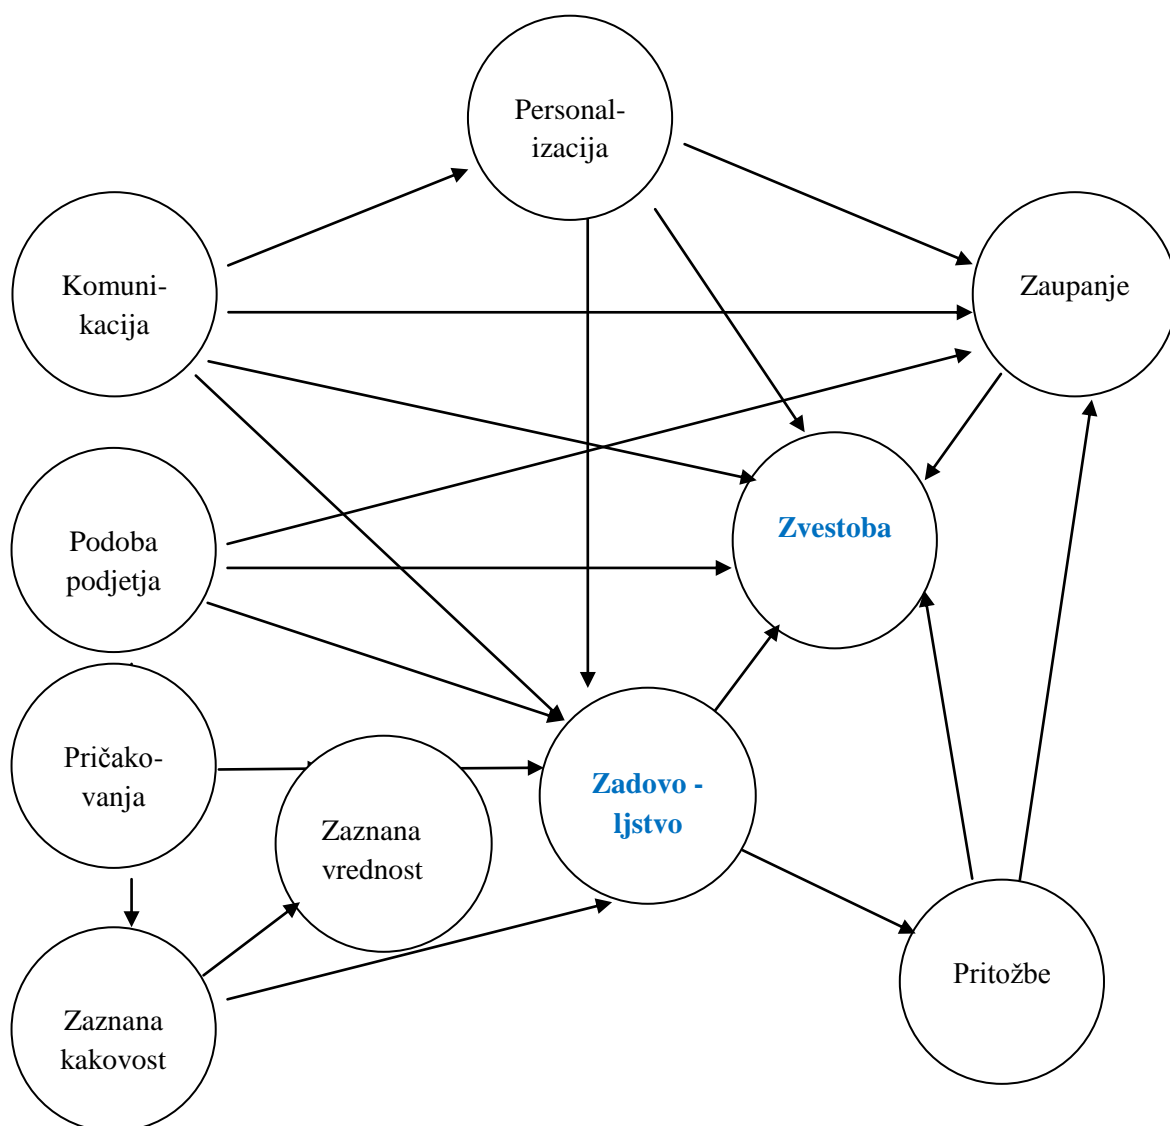 Personal-
izacija
Komuni-
kacija
Zaupanje
Podoba
podjetja
Zvestoba
Pričako-
vanja
Zaznana
vrednost
Zadovo -
ljstvo
Pritožbe
Zaznana
kakovost